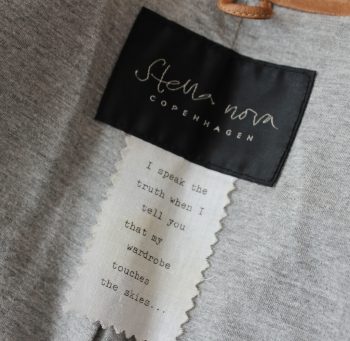 Stella nova
COPENHAGEN
I speak the
truth when I
tell you
that my
wardrobe
touches
the skies...